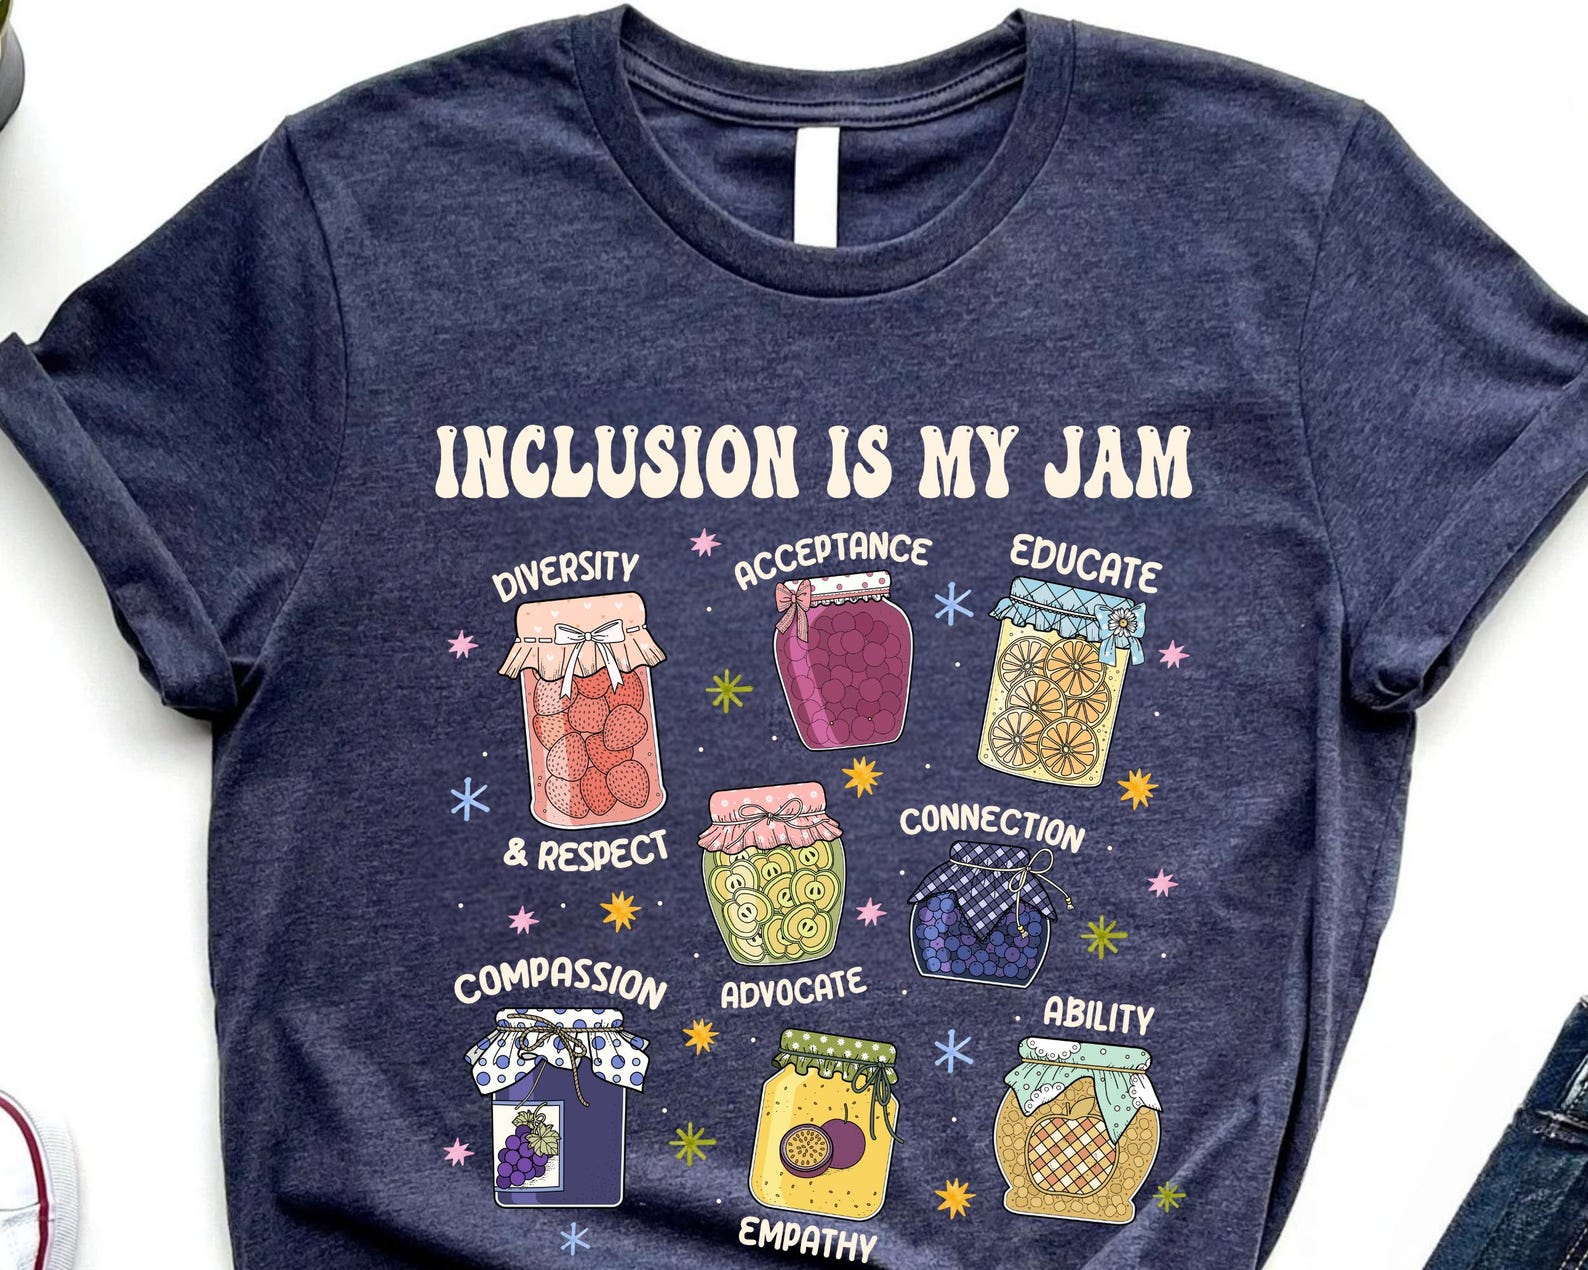 INCLUSION IS MY JAM
DIVERSITY
& RESPECT
ACCEPTANCE
EDUCATE
ADVOCATE
CONNECTION
COMPASSION
EMPATHY
ABILITY